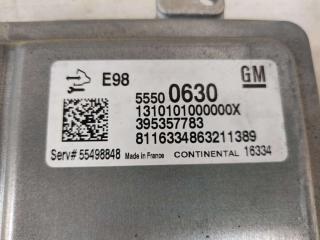 E98
GM
5550 0630
1310101000000X
395357783
8116334863211389
Serv# 55498848 Made in France CONTINENTAL 16334